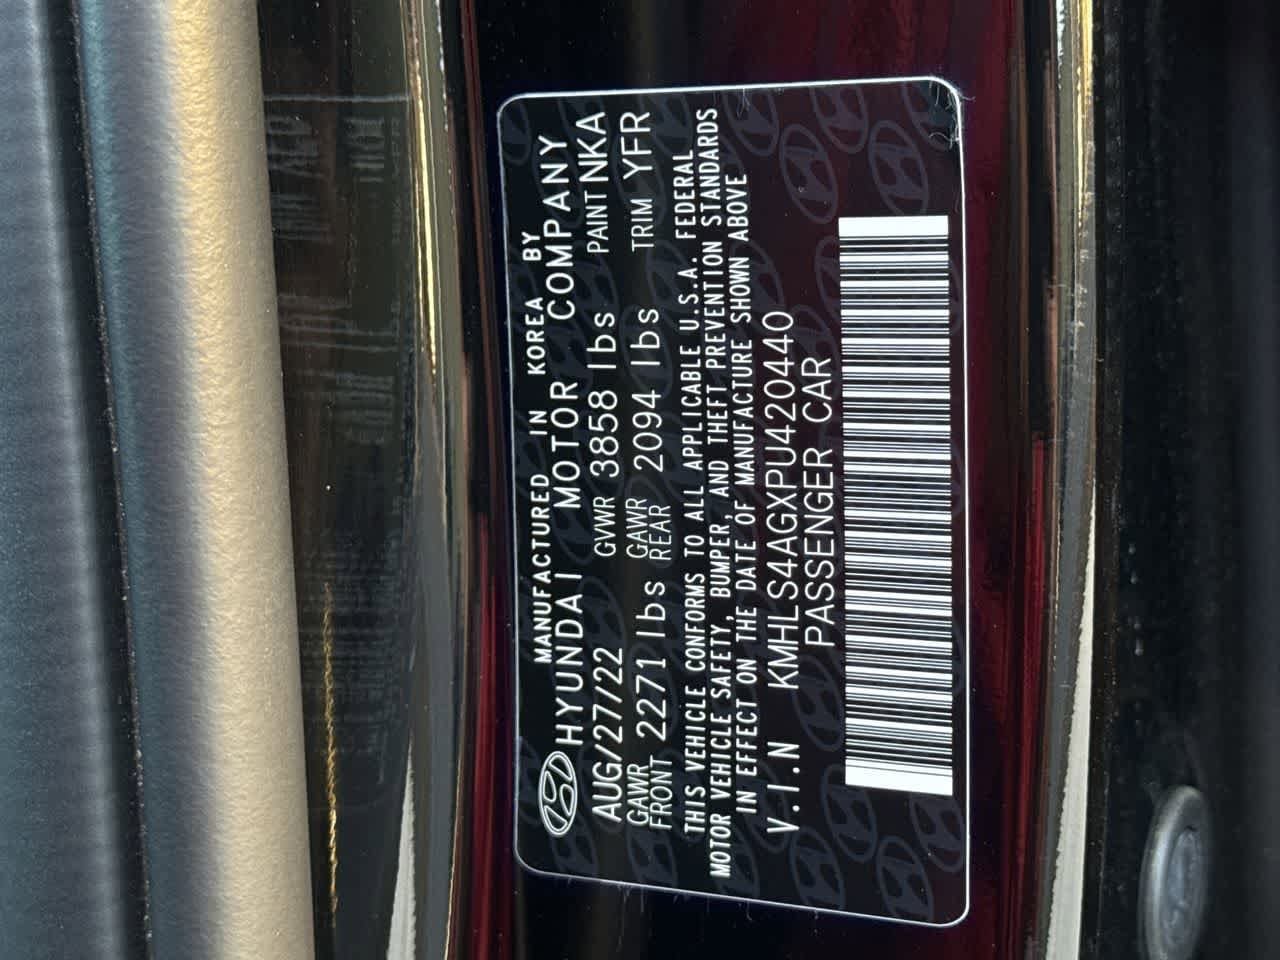 MANUFACTURED IN KOREA BY
HYUNDAI MOTOR COMPANY
AUG/27/22 GVWR 3858 lbs PAINT NKA
GAWR FRONT 2271 lbs GAWR REAR 2094 lbs TRIM YFR
THIS VEHICLE CONFORMS TO ALL APPLICABLE U.S.A. FEDERAL
MOTOR VEHICLE SAFETY, BUMPER, AND THEFT PREVENTION STANDARDS
IN EFFECT ON THE DATE OF MANUFACTURE SHOWN ABOVE
V.I.N KMHLS4AGXPU420440
PASSENGER CAR